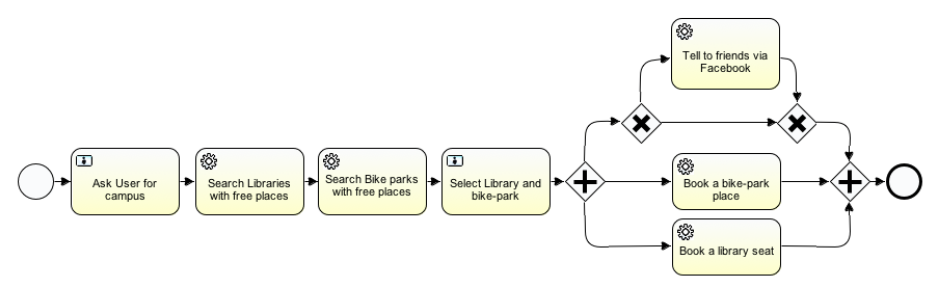 Tell to friends via
Facebook
Ask User for
campus
Search Libraries
with free places
Search Bike parks
with free places
Select Library and
bike-park
Book a bike-park
place
Book a library seat